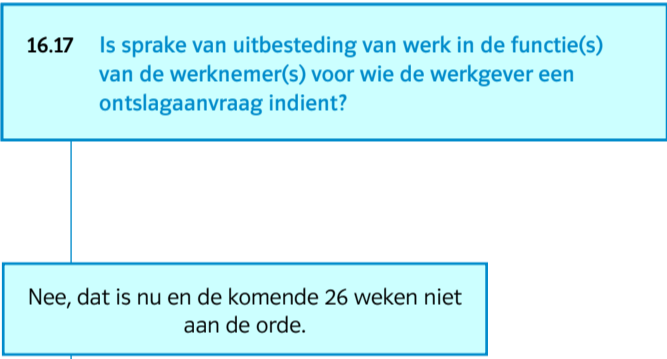 16.17 Is sprake van uitbesteding van werk in de functie(s)
van de werknemer(s) voor wie de werkgever een
ontslagaanvraag indient?
Nee, dat is nu en de komende 26 weken niet
aan de orde.